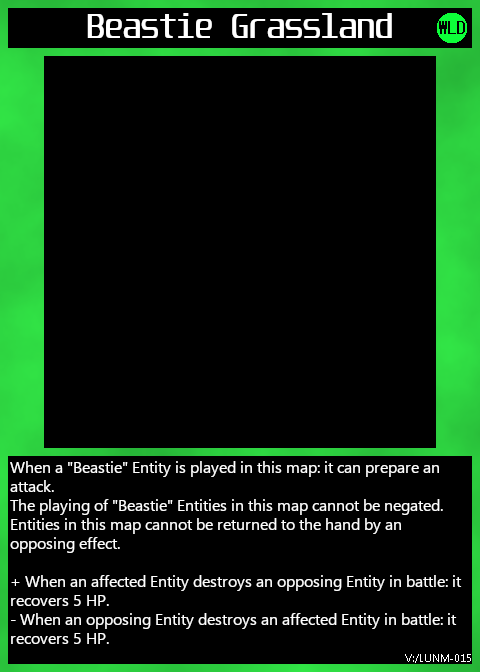 Beastie Grassland
WLD
When a "Beastie" Entity is played in this map: it can prepare an
attack.
The playing of "Beastie" Entities in this map cannot be negated.
Entities in this map cannot be returned to the hand by an
opposing effect.
+ When an affected Entity destroys an opposing Entity in battle: it
recovers 5 HP.
- When an opposing Entity destroys an affected Entity in battle: it
recovers 5 HP.
V:/LUNM-015